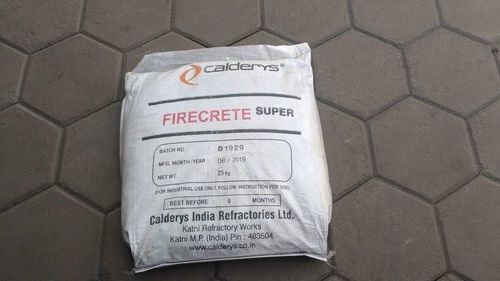 calderys®
FIRECRETE SUPER
BATCH NO. D1929
MFG. MONTH/YEAR : 06 / 2019
NET WT. 25 kg
(FOR INDUSTRIAL USE ONLY, FOLLOW INSTRUCTION FOR USE)
BEST BEFORE 9 MONTHS
Calderys India Refractories Ltd.
Katni Refractory Works
Katni M.P. (India) Pin : 483504
www.calderys.co.in